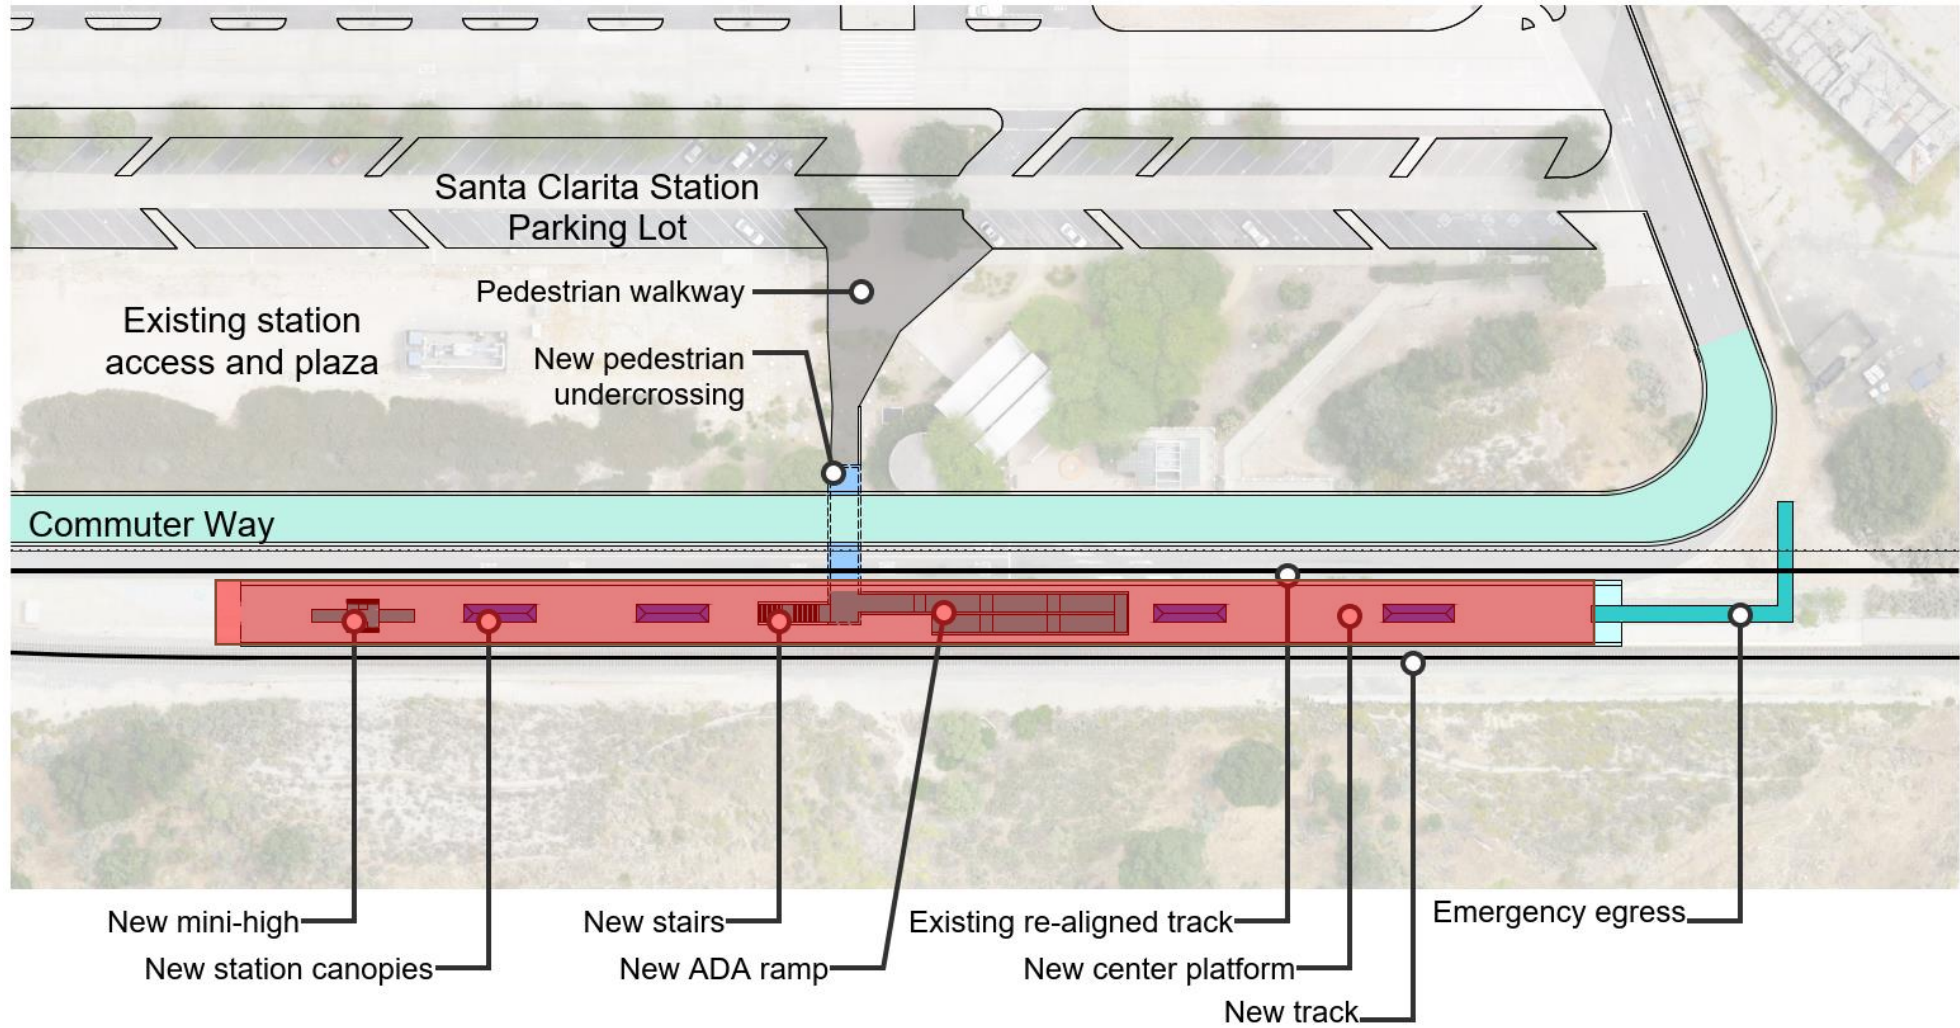 Santa Clarita Station
Parking Lot
Pedestrian walkway
Existing station
access and plaza
New pedestrian
undercrossing
Commuter Way
New mini-high
New stairs
Existing re-aligned track
Emergency egress
New station canopies
New ADA ramp
New center platform
New track